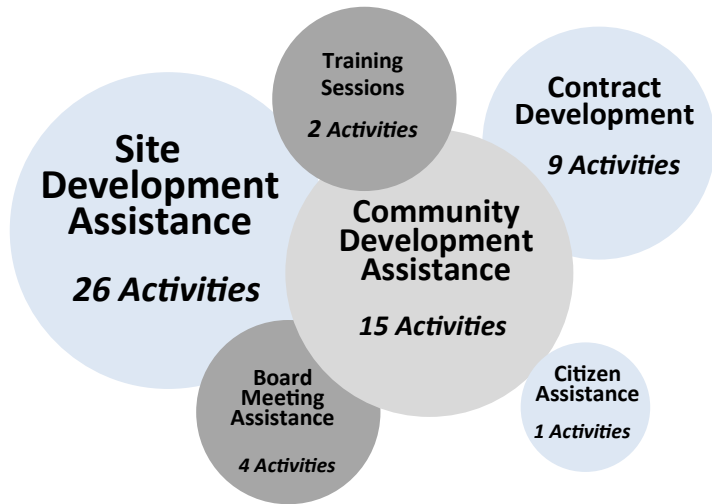 Training
Sessions
2 Activities
Contract
Development
9 Activities
Site
Development
Assistance
26 Activities
Community
Development
Assistance
15 Activities
Board
Meeting
Assistance
4 Activities
Citizen
Assistance
1 Activities